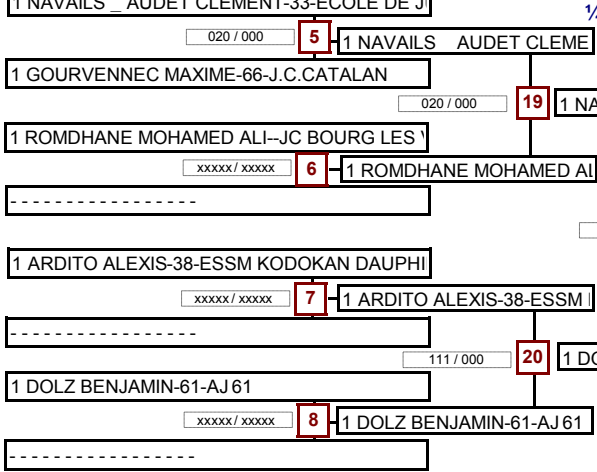 1 NAVAILS _ AUDET CLEMENT-33-ECOLE DE
¼
020 / 000
5
1 NAVAILS AUDET CLEME
1 GOURVENNEC MAXIME-66-J.C.CATALAN
020 / 000
19
1 NA
1 ROMDHANE MOHAMED ALI--JC BOURG LES
xxxxx / xxxxx
6
1 ROMDHANE MOHAMED AL
- - - - - - - - - - - - - - - - -
1 ARDITO ALEXIS-38-ESSM KODOKAN DAUPHI
xxxxx / xxxxx
7
1 ARDITO ALEXIS-38-ESSM
- - - - - - - - - - - - - - - - -
111 / 000
20
1 DO
1 DOLZ BENJAMIN-61-AJ 61
xxxxx / xxxxx
8
1 DOLZ BENJAMIN-61-AJ 61
- - - - - - - - - - - - - - - - -